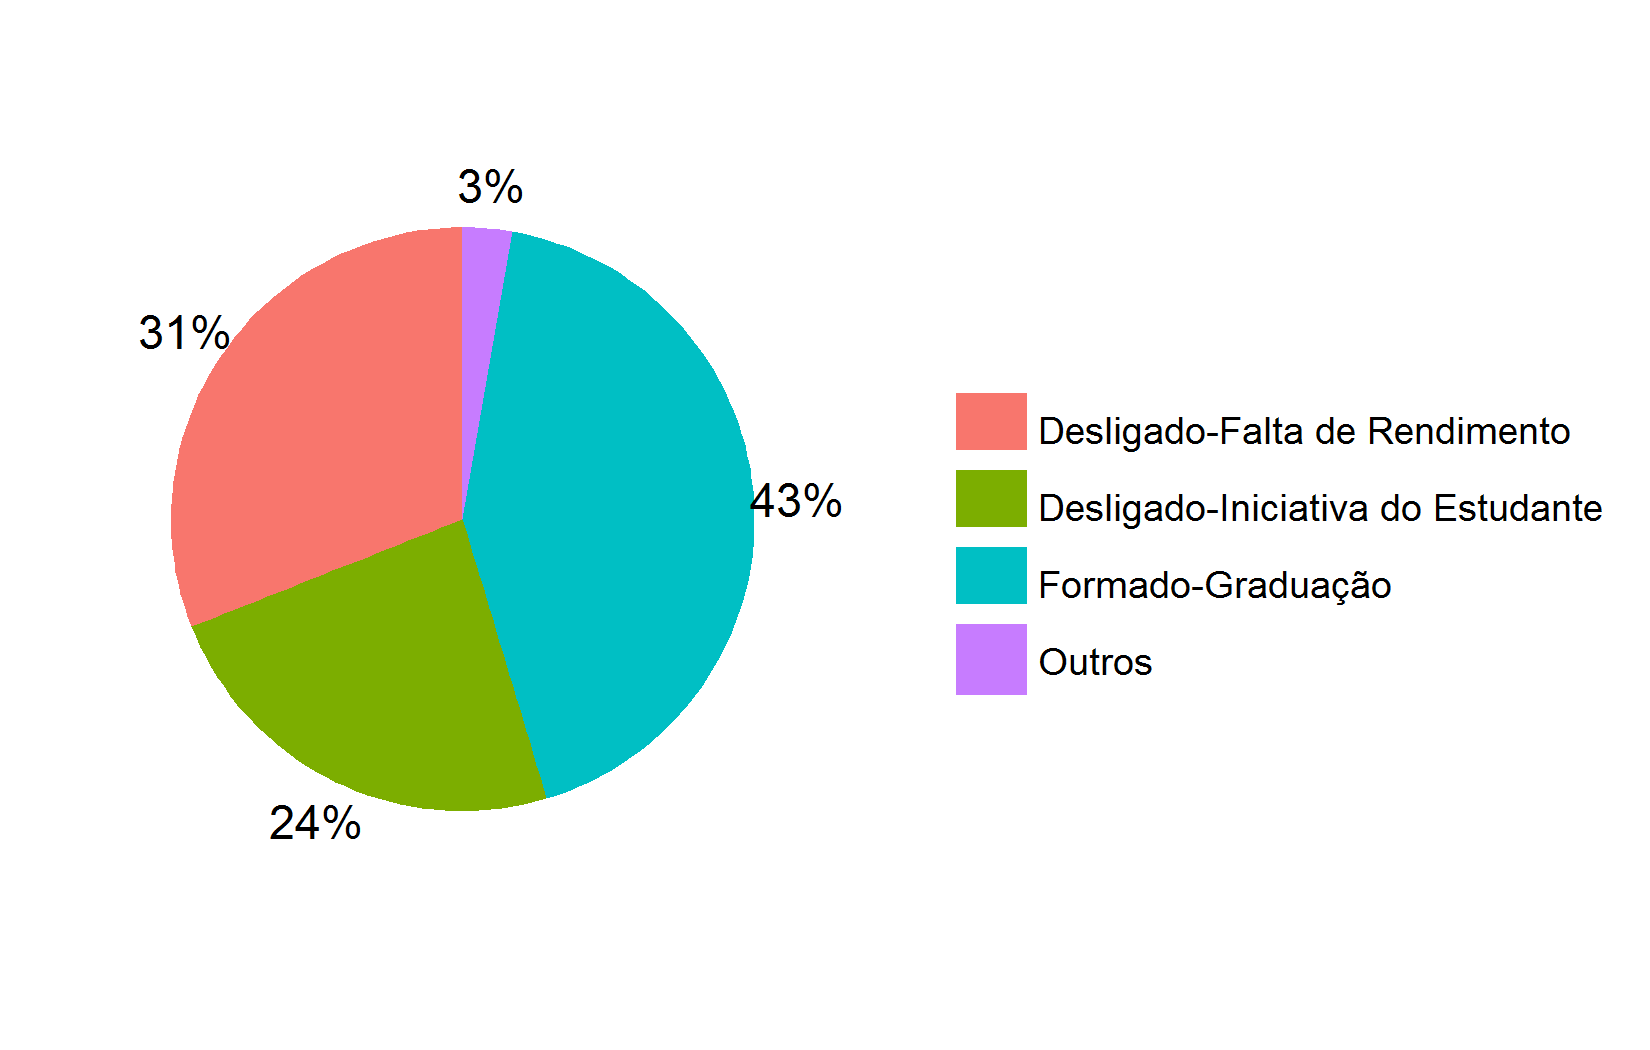 3%
31%
43%
24%
Desligado-Falta de Rendimento
Desligado-Iniciativa do Estudante
Formado-Graduação
Outros